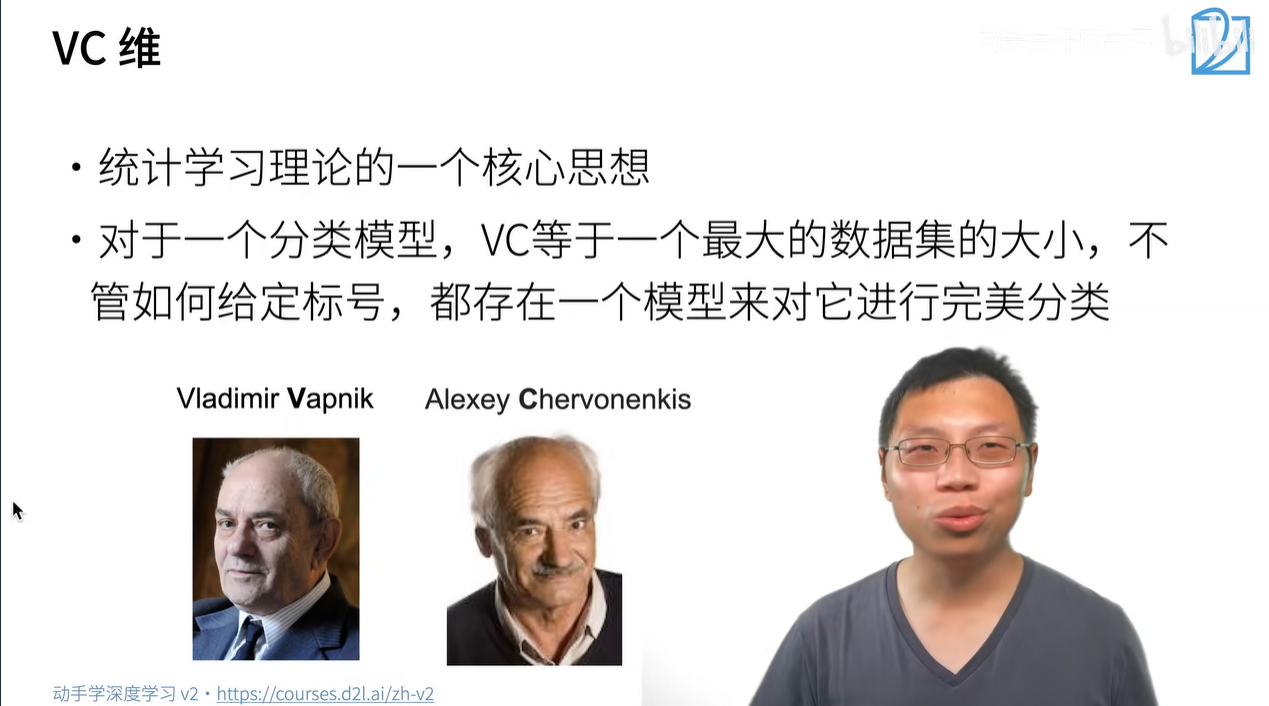 VC 维
• 统计学习理论的一个核心思想
• 对于一个分类模型，VC等于一个最大的数据集的大小，不
管如何给定标号，都存在一个模型来对它进行完美分类
Vladimir Vapnik
Alexey Chervonenkis
动手学深度学习 v2 • https://courses.d2l.ai/zh-v2